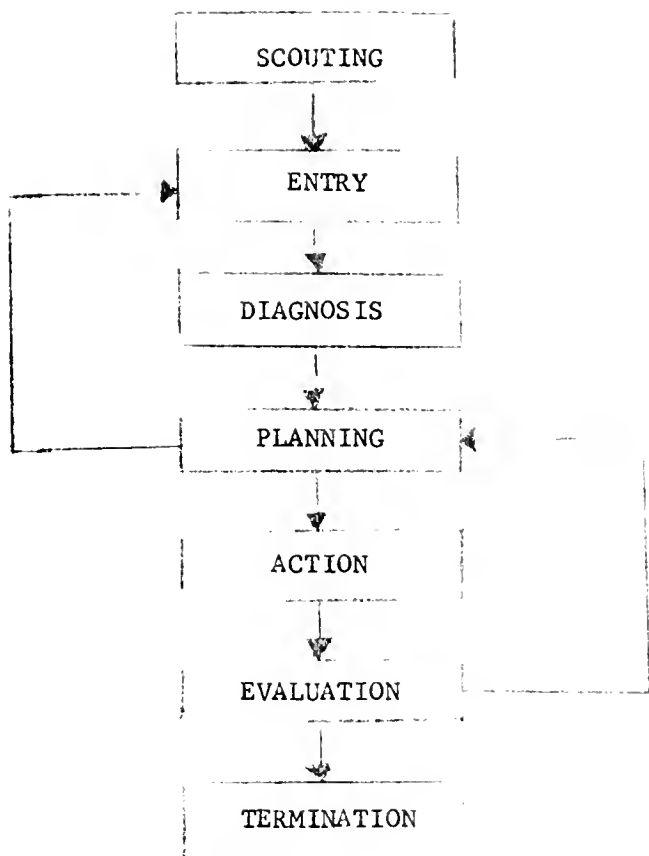 SCOUTING
ENTRY
DIAGNOSIS
PLANNING
ACTION
EVALUATION
TERMINATION